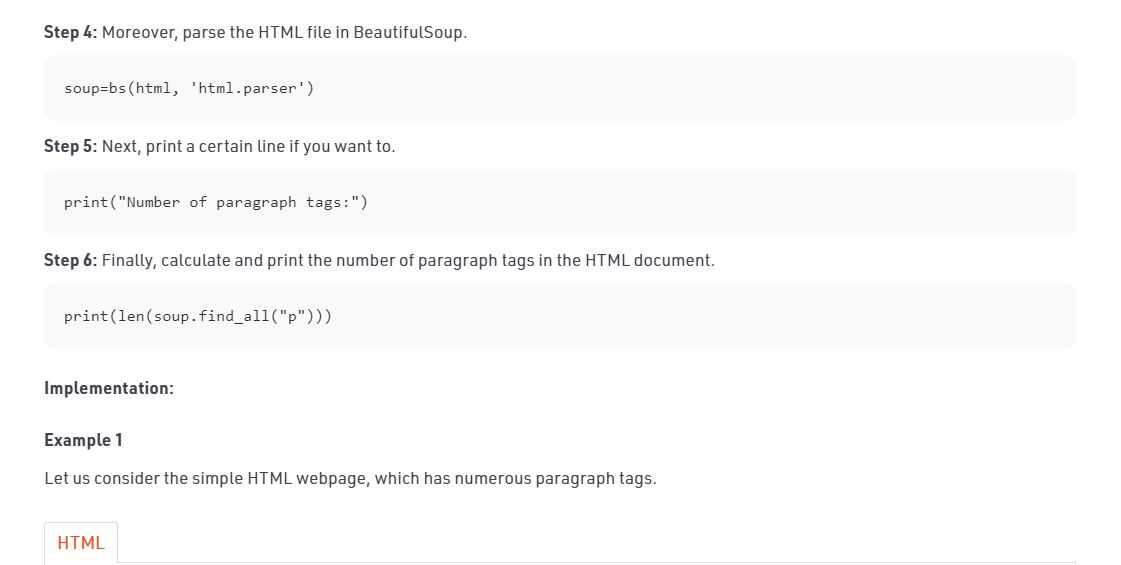 Step 4: Moreover, parse the HTML file in BeautifulSoup.
soup=bs(html, 'html.parser')
Step 5: Next, print a certain line if you want to.
print("Number of paragraph tags:")
Step 6: Finally, calculate and print the number of paragraph tags in the HTML document.
print(len(soup.find_all("p")))
Implementation:
Example 1
Let us consider the simple HTML webpage, which has numerous paragraph tags.
HTML